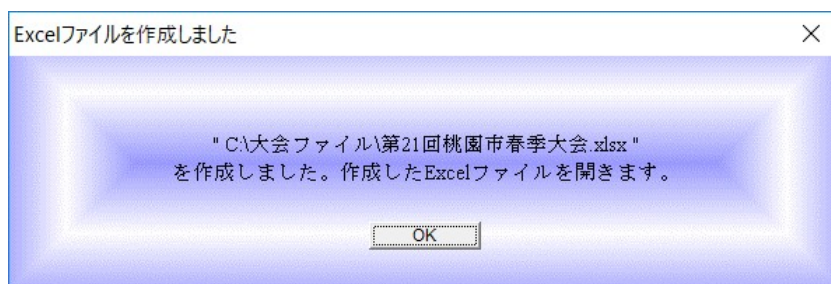 Excelファイルを作成しました
" C:\大会ファイル\第21回桃園市春季大会.xlsx "
を作成しました。作成したExcelファイルを開きます。
OK